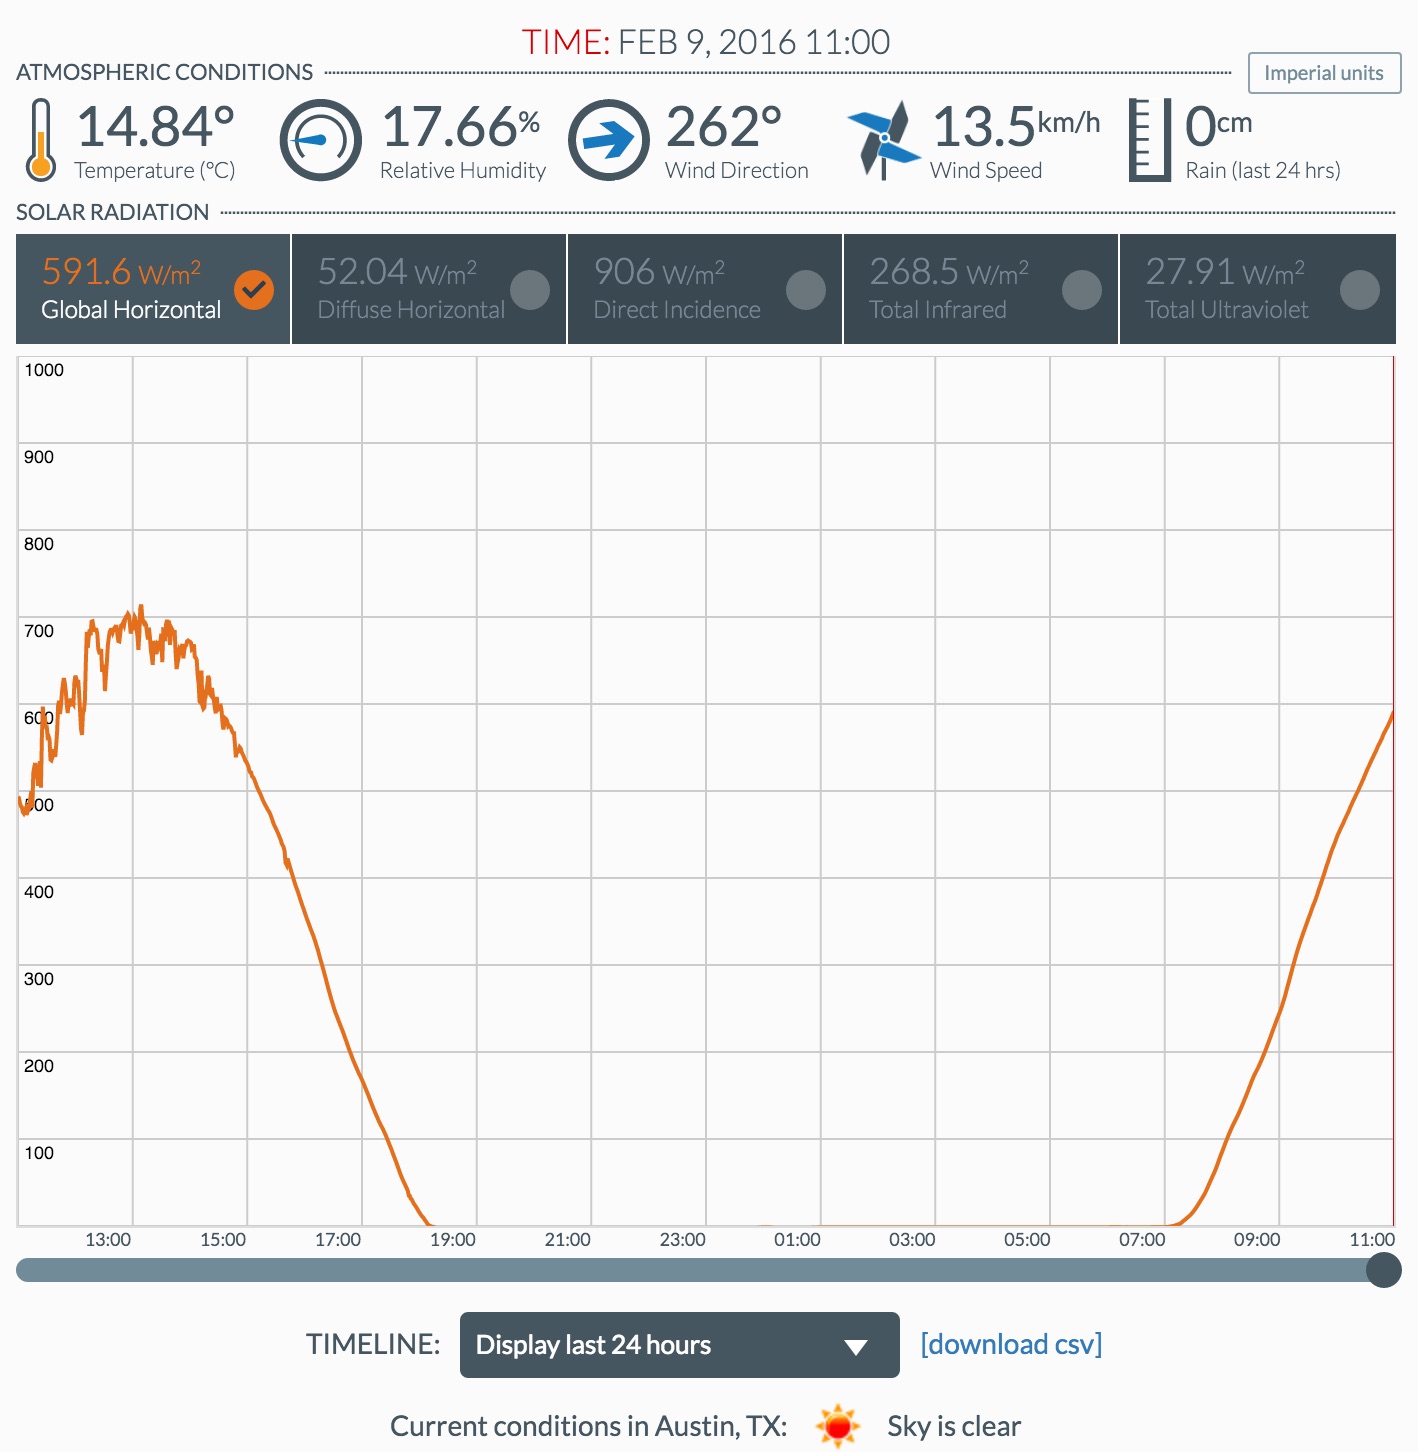 TIME: FEB 9, 2016 11:00
ATMOSPHERIC CONDITIONS
Imperial units
14.84° 17.66% 262° 13.5km/h 0cm
Temperature (°C) Relative Humidity Wind Direction Wind Speed Rain (last 24 hrs)
SOLAR RADIATION
591.6 W/m² 52.04 W/m² 906 W/m² 268.5 W/m² 27.91 W/m²
Global Horizontal Diffuse Horizontal Direct Incidence Total Infrared Total Ultraviolet
1000
900
800
700
600
500
400
300
200
100
13:00 15:00 17:00 19:00 21:00 23:00 01:00 03:00 05:00 07:00 09:00 11:00
TIMELINE: Display last 24 hours [download csv]
Current conditions in Austin, TX: Sky is clear